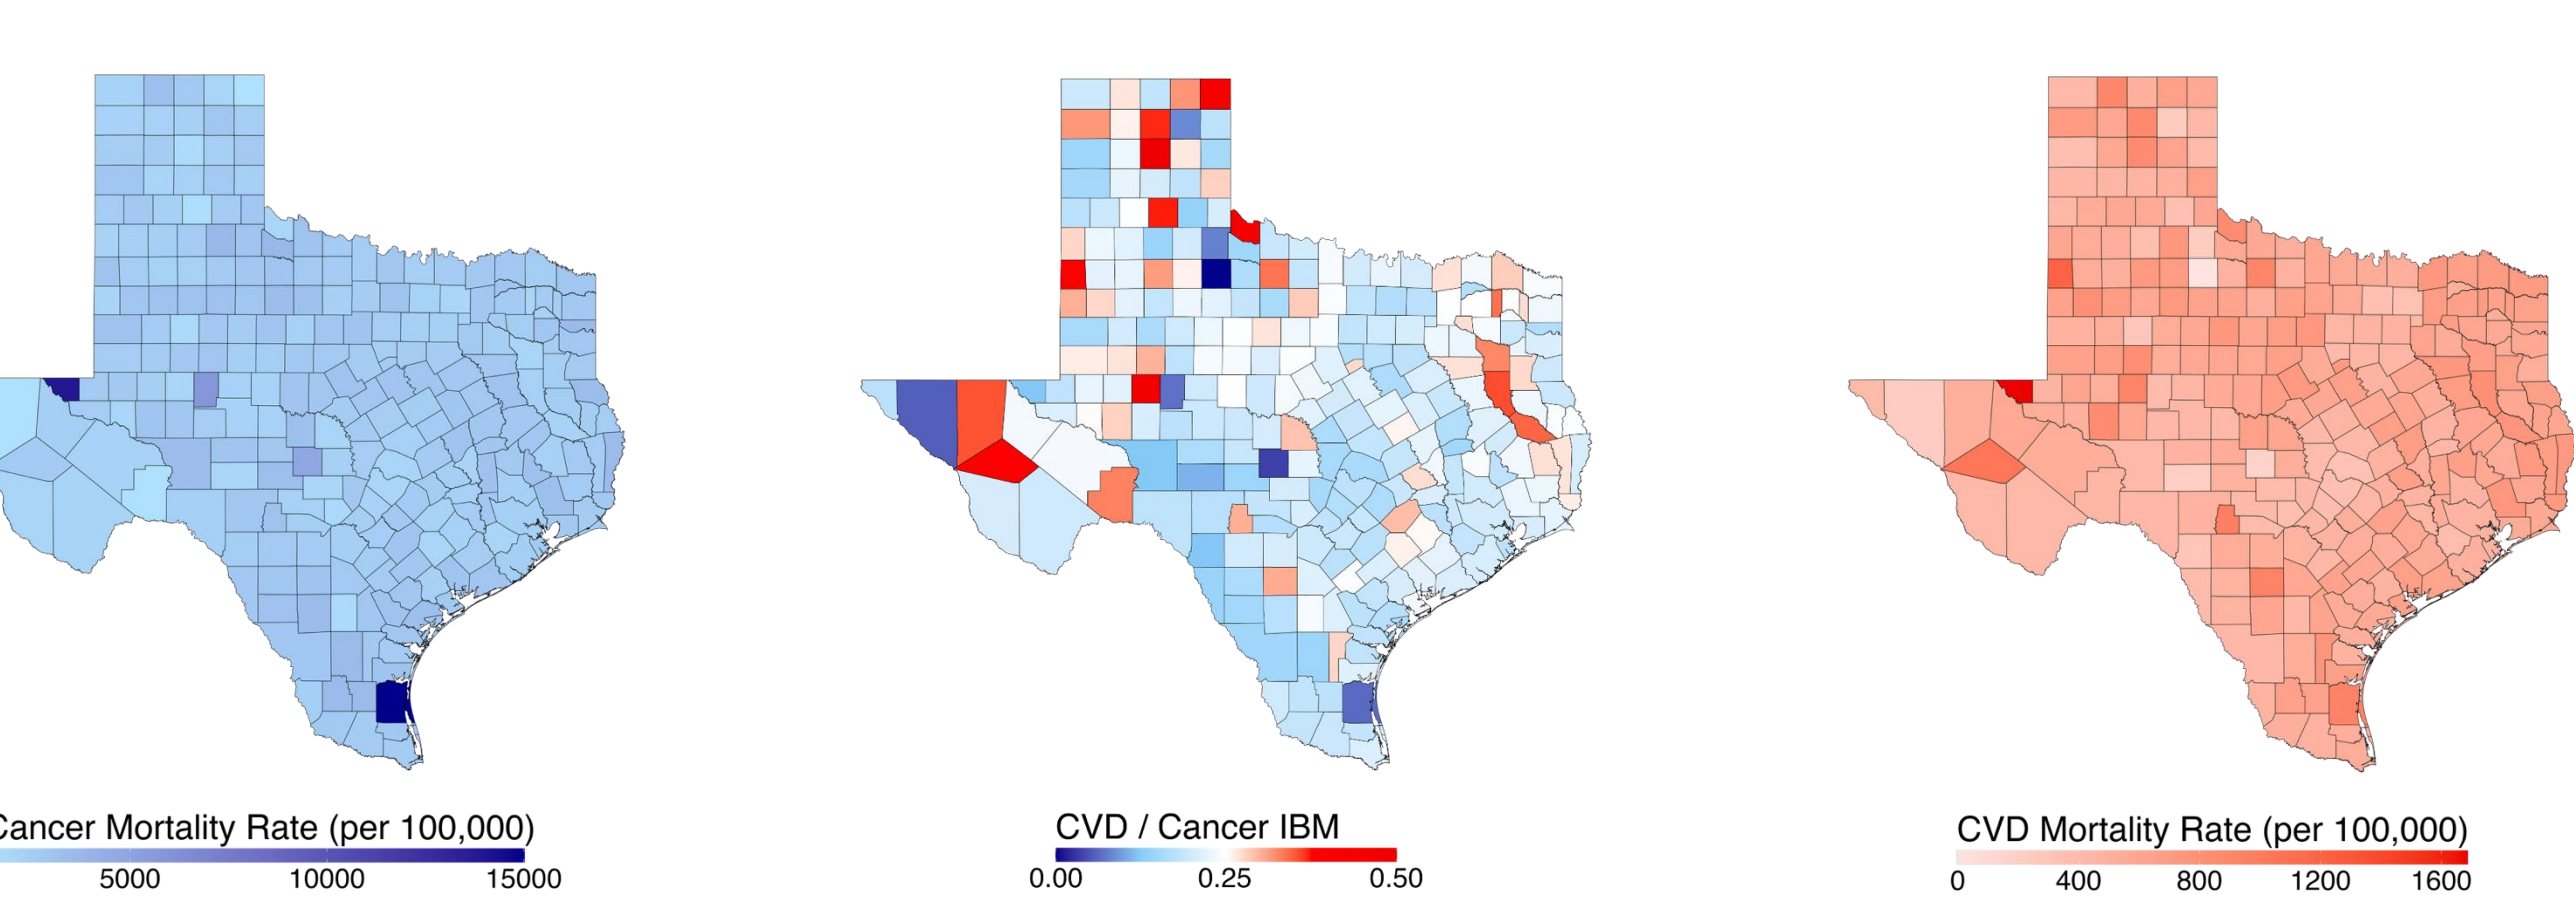 Cancer Mortality Rate (per 100,000)
5000 10000 15000
CVD / Cancer IBM
0.00 0.25 0.50
CVD Mortality Rate (per 100,000)
0 400 800 1200 1600